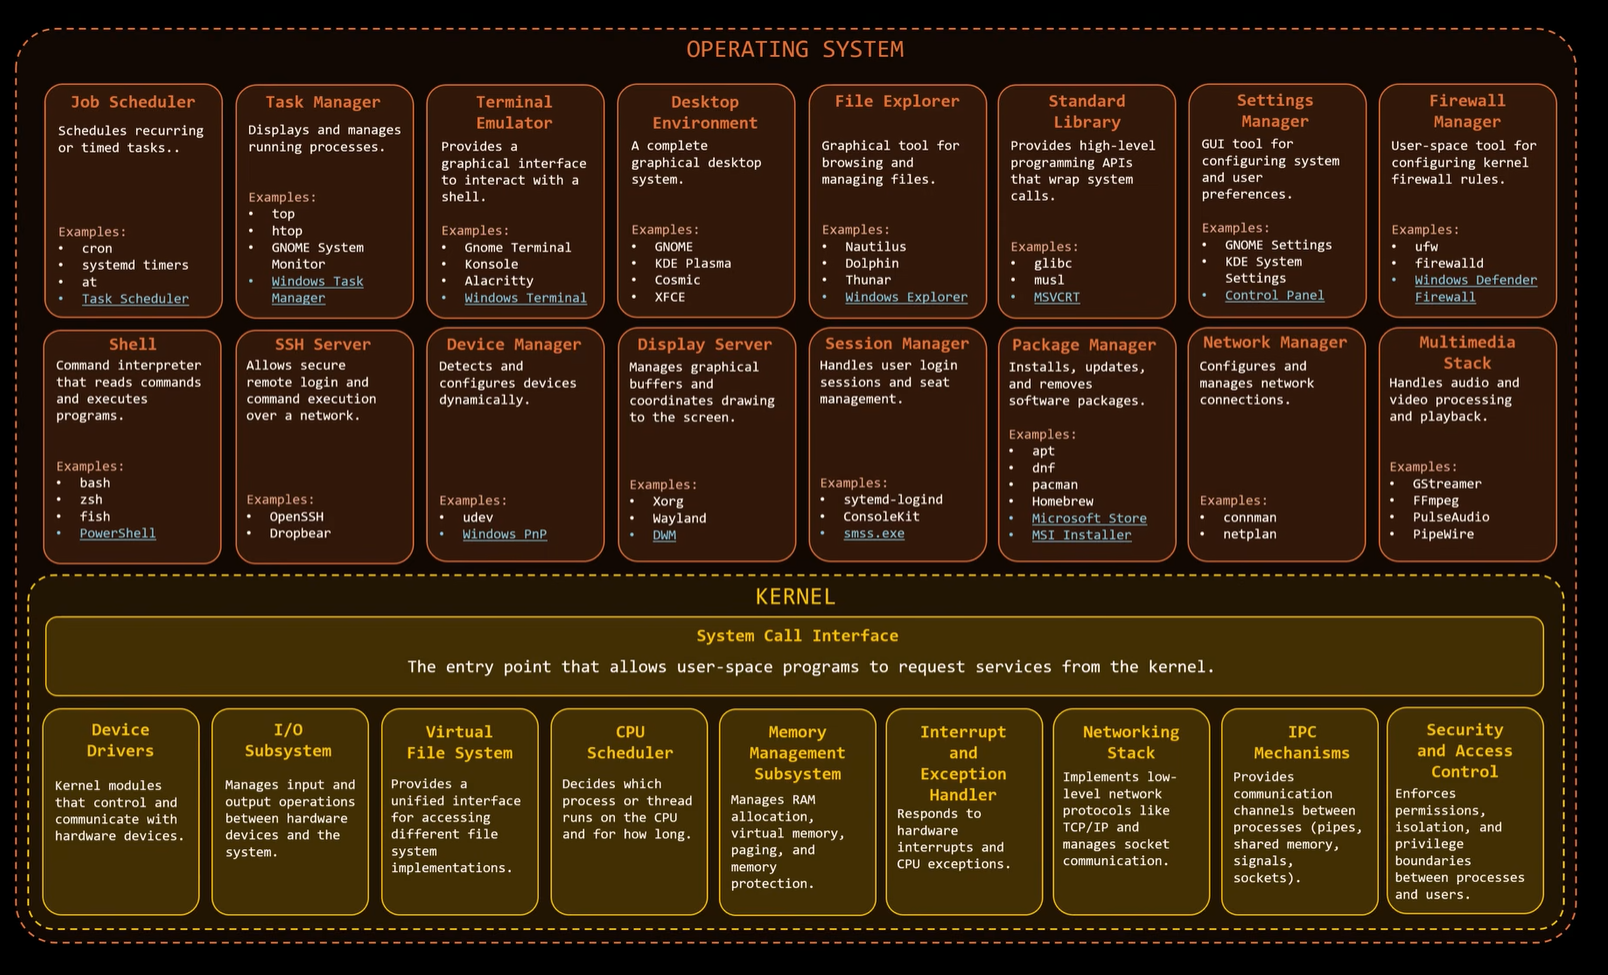 OPERATING SYSTEM
Job Scheduler
Schedules recurring
or timed tasks..
Examples:
• cron
• systemd timers
• at
• Task Scheduler
Task Manager
Displays and manages
running processes.
Examples:
• top
• htop
• GNOME System
Monitor
• Windows Task
Manager
Terminal
Emulator
Provides a
graphical interface
to interact with a
shell.
Examples:
• Gnome Terminal
• Konsole
• Alacritty
• Windows Terminal
Desktop
Environment
A complete
graphical desktop
system.
Examples:
• GNOME
• KDE Plasma
• Cosmic
• XFCE
File Explorer
Graphical tool for
browsing and
managing files.
Examples:
• Nautilus
• Dolphin
• Thunar
• Windows Explorer
Standard
Library
Provides high-level
programming APIs
that wrap system
calls.
Examples:
• glibc
• musl
• MSVCRT
Settings
Manager
GUI tool for
configuring system
and user
preferences.
Examples:
• GNOME Settings
• KDE System
Settings
• Control Panel
Firewall
Manager
User-space tool for
configuring kernel
firewall rules.
Examples:
• ufw
• firewalld
• Windows Defender
Firewall
Shell
Command interpreter
that reads commands
and executes
programs.
Examples:
• bash
• zsh
• fish
• PowerShell
SSH Server
Allows secure
remote login and
command execution
over a network.
Examples:
• OpenSSH
• Dropbear
Device Manager
Detects and
configures devices
dynamically.
Examples:
• udev
• Windows PnP
Display Server
Manages graphical
buffers and
coordinates drawing
to the screen.
Examples:
• Xorg
• Wayland
• DWM
Session Manager
Handles user login
sessions and seat
management.
Examples:
• sytemd-logind
• ConsoleKit
• smss.exe
Package Manager
Installs, updates,
and removes
software packages.
Examples:
• apt
• dnf
• pacman
• Homebrew
• Microsoft Store
• MSI Installer
Network Manager
Configures and
manages network
connections.
Examples:
• connman
• netplan
Multimedia
Stack
Handles audio and
video processing
and playback.
Examples:
• GStreamer
• FFmpeg
• PulseAudio
• PipeWire
KERNEL
System Call Interface
The entry point that allows user-space programs to request services from the kernel.
Device
Drivers
Kernel modules
that control and
communicate with
hardware devices.
I/O
Subsystem
Manages input and
output operations
between hardware
devices and the
system.
Virtual
File System
Provides a
unified interface
for accessing
different file
system
implementations.
CPU
Scheduler
Decides which
process or thread
runs on the CPU
and for how long.
Memory
Management
Subsystem
Manages RAM
allocation,
virtual memory,
paging, and
memory
protection.
Interrupt
and
Exception
Handler
Responds to
hardware
interrupts and
CPU exceptions.
Networking
Stack
Implements low-
level network
protocols like
TCP/IP and
manages socket
communication.
IPC
Mechanisms
Provides
communication
channels between
processes (pipes,
shared memory,
signals,
sockets).
Security
and Access
Control
Enforces
permissions,
isolation, and
privilege
boundaries
between processes
and users.